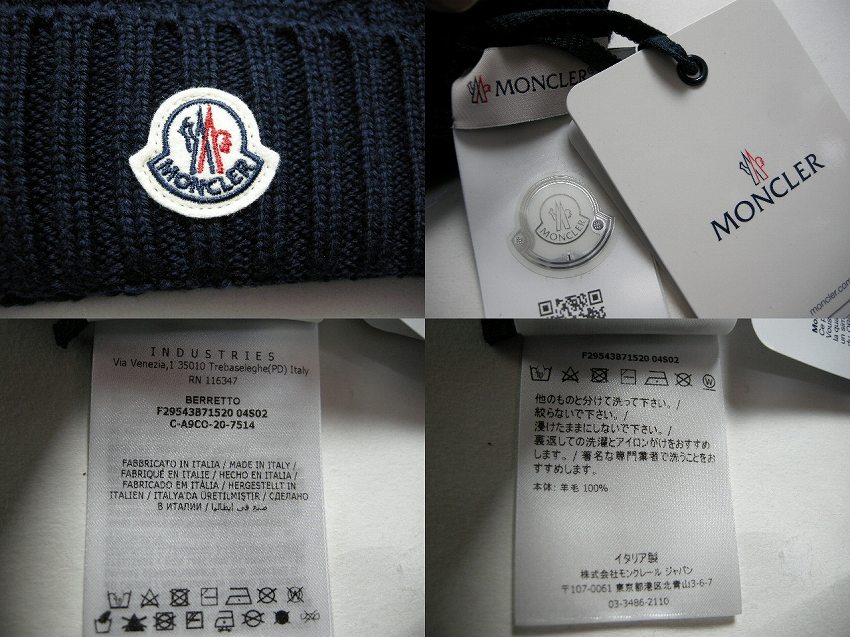 MONCLER
MONCLER
MONCLER
MONCLER
moncler.com
INDUSTRIES
Via Venezia,1 35010 Trebaseleghe(PD) Italy
RN 116347
BERRETTO
F29543B71520 04S02
C-A9CO-20-7514
FABBRICATO IN ITALIA / MADE IN ITALY /
FABRIQUÉ EN ITALIE / HECHO EN ITALIA /
FABRICADO EM ITÁLIA / HERGESTELLT IN
ITALIEN / ITALYA'DA ÜRETILMIŞTIR / СДЕЛАНО
В ИТАЛИИ / صنع في إيطاليا
F29543B71520 04S02
他のものと分けて洗って下さい。/
絞らないで下さい。/
浸けたままにしないで下さい。/
裏返しての洗濯とアイロンがけをおすすめ
します。/ 著名な専門業者で洗うことをお
すすめします。
本体: 羊毛 100%
イタリア製
株式会社モンクレール ジャパン
〒107-0061 東京都港区北青山3-6-7
03-3486-2110